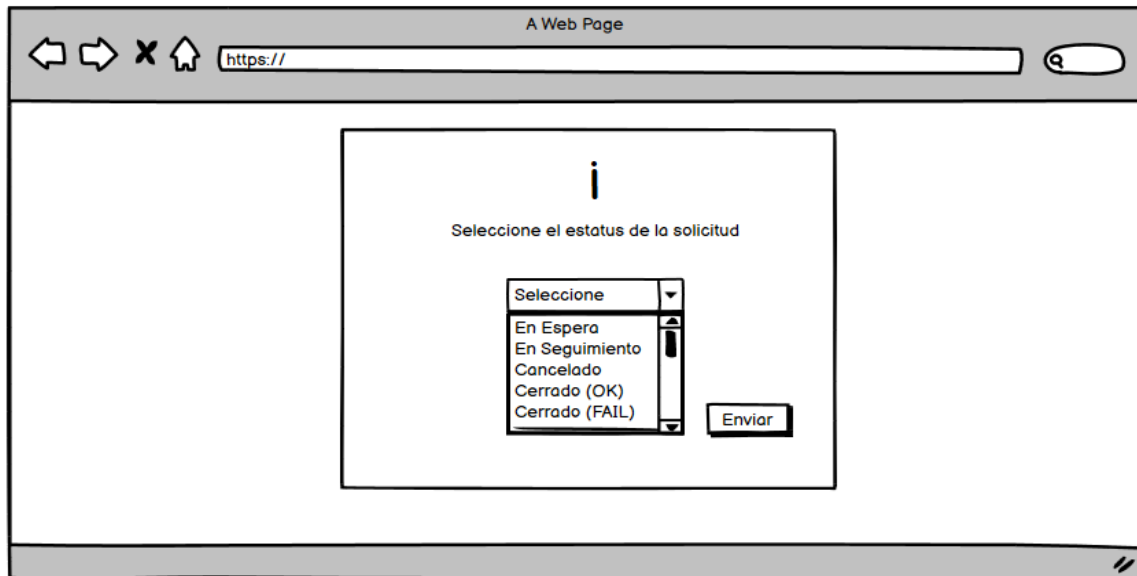 A Web Page
https://
i
Seleccione el estatus de la solicitud
Seleccione
En Espera
En Seguimiento
Cancelado
Cerrado (OK)
Cerrado (FAIL)
Enviar